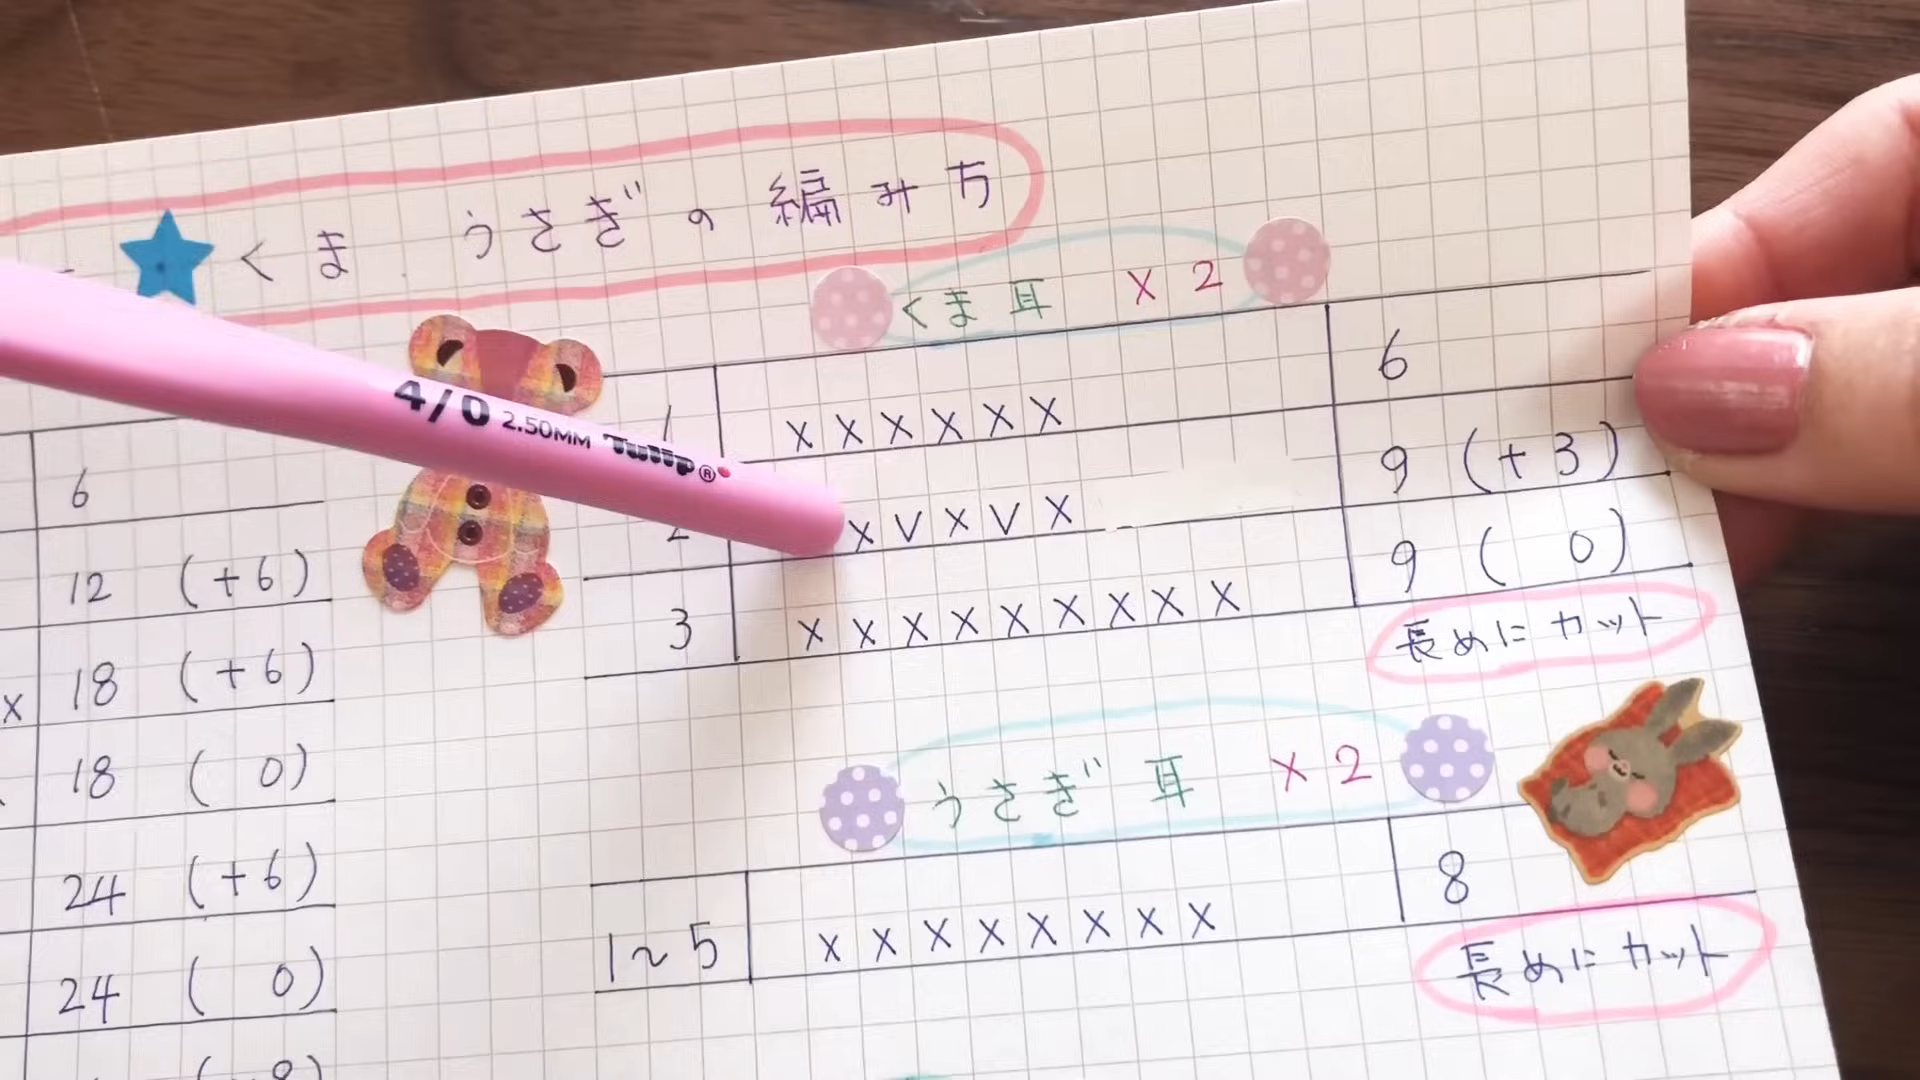 くま うさぎの編み方
くま耳 × 2
1 X X X X X X 6
2 X V X V X 9 (+3)
3 X X X X X X X X X 9 ( 0)
長めにカット
うさぎ耳 × 2
1~5 X X X X X X X X 8
長めにカット
6
12 (+6)
18 (+6)
X
18 ( 0)
24 (+6)
24 ( 0)
4/0 2.50MM Tulip®